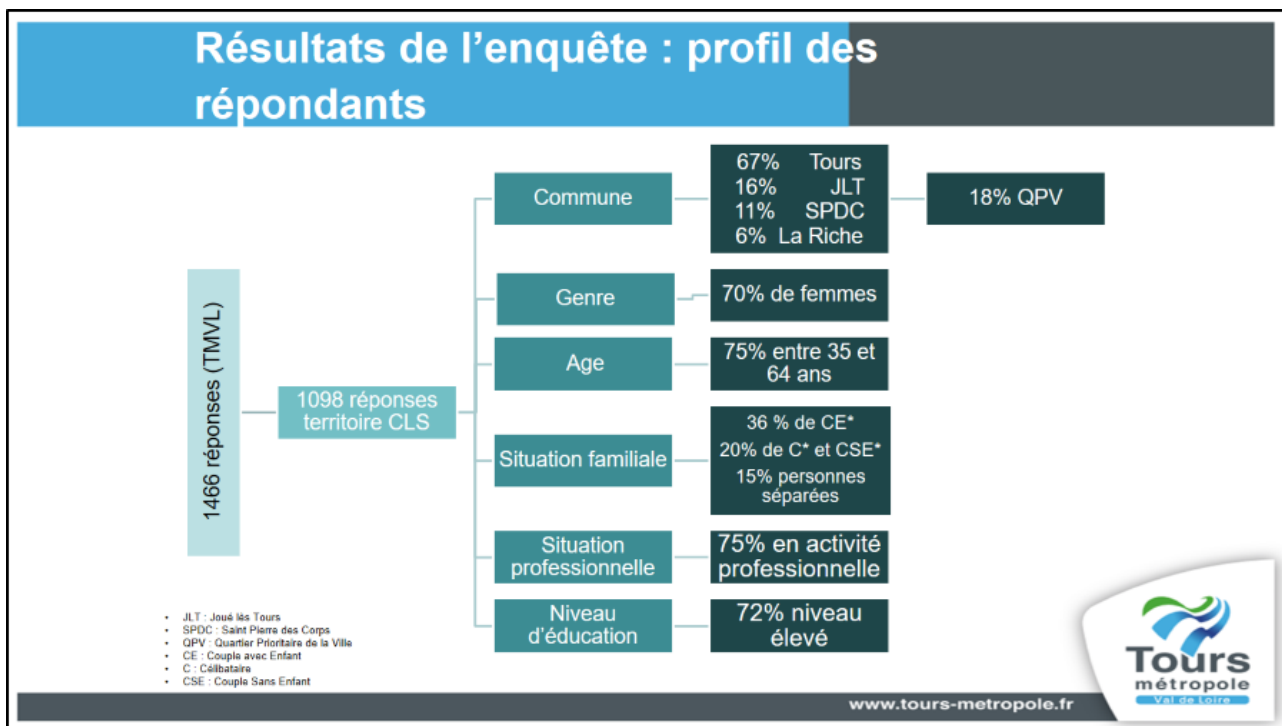 Résultats de l'enquête : profil des
répondants
1466 réponses (TMVL)
1098 réponses
territoire CLS
Commune
67% Tours
16% JLT
11% SPDC
6% La Riche
18% QPV
Genre
70% de femmes
Age
75% entre 35 et
64 ans
Situation familiale
36 % de CE*
20% de C* et CSE*
15% personnes
séparées
Situation
professionnelle
75% en activité
professionnelle
Niveau
d'éducation
72% niveau
élevé
• JLT : Joué lès Tours
• SPDC : Saint Pierre des Corps
• QPV : Quartier Prioritaire de la Ville
• CE : Couple avec Enfant
• C : Célibataire
• CSE : Couple Sans Enfant
www.tours-metropole.fr
Tours
métropole
Val de Loire